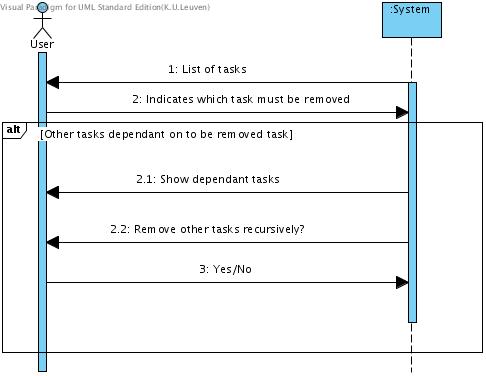 Visual Paradigm for UML Standard Edition(K.U.Leuven)
:System
User
1: List of tasks
2: Indicates which task must be removed
alt
[Other tasks dependant on to be removed task]
2.1: Show dependant tasks
2.2: Remove other tasks recursively?
3: Yes/No